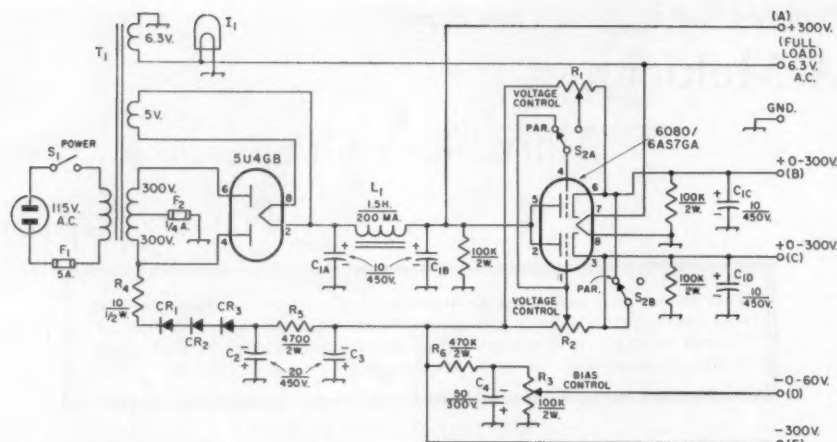 T1
6.3V.
I1
(A)
+300V.
(FULL
LOAD)
6.3V.
A.C.
5V.
R1
VOLTAGE
CONTROL
PAR.
S2A
GND.
6080/
6AS7GA
POWER
S1
5U4GB
L1
1.5H.
200 MA.
+0-300V.
(B)
115V.
A.C.
300V.
F2
1/4 A.
300V.
6
8
4
2
4
5
6
7
2
8
1
3
100K
2W.
C1C
10
450V.
F1
5A.
C1A
10
450V.
C1B
100K
2W.
+0-300V.
(C)
PAR.
S2B
100K
2W.
C1D
10
450V.
R4
10
1/2 W.
CR1
CR2
CR3
R5
4700
2W.
VOLTAGE
CONTROL
R2
C2
20
450V.
C3
R6
470K
2W.
C4
50
300V.
R3
100K
2W.
BIAS
CONTROL
-0-60V.
(D)
-300V.